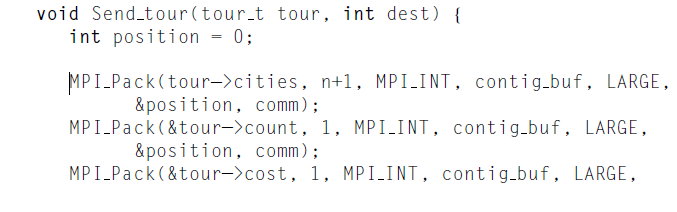 void Send_tour(tour_t tour, int dest) {
int position = 0;
MPI_Pack(tour->cities, n+1, MPI_INT, contig_buf, LARGE,
&position, comm);
MPI_Pack(&tour->count, 1, MPI_INT, contig_buf, LARGE,
&position, comm);
MPI_Pack(&tour->cost, 1, MPI_INT, contig_buf, LARGE,